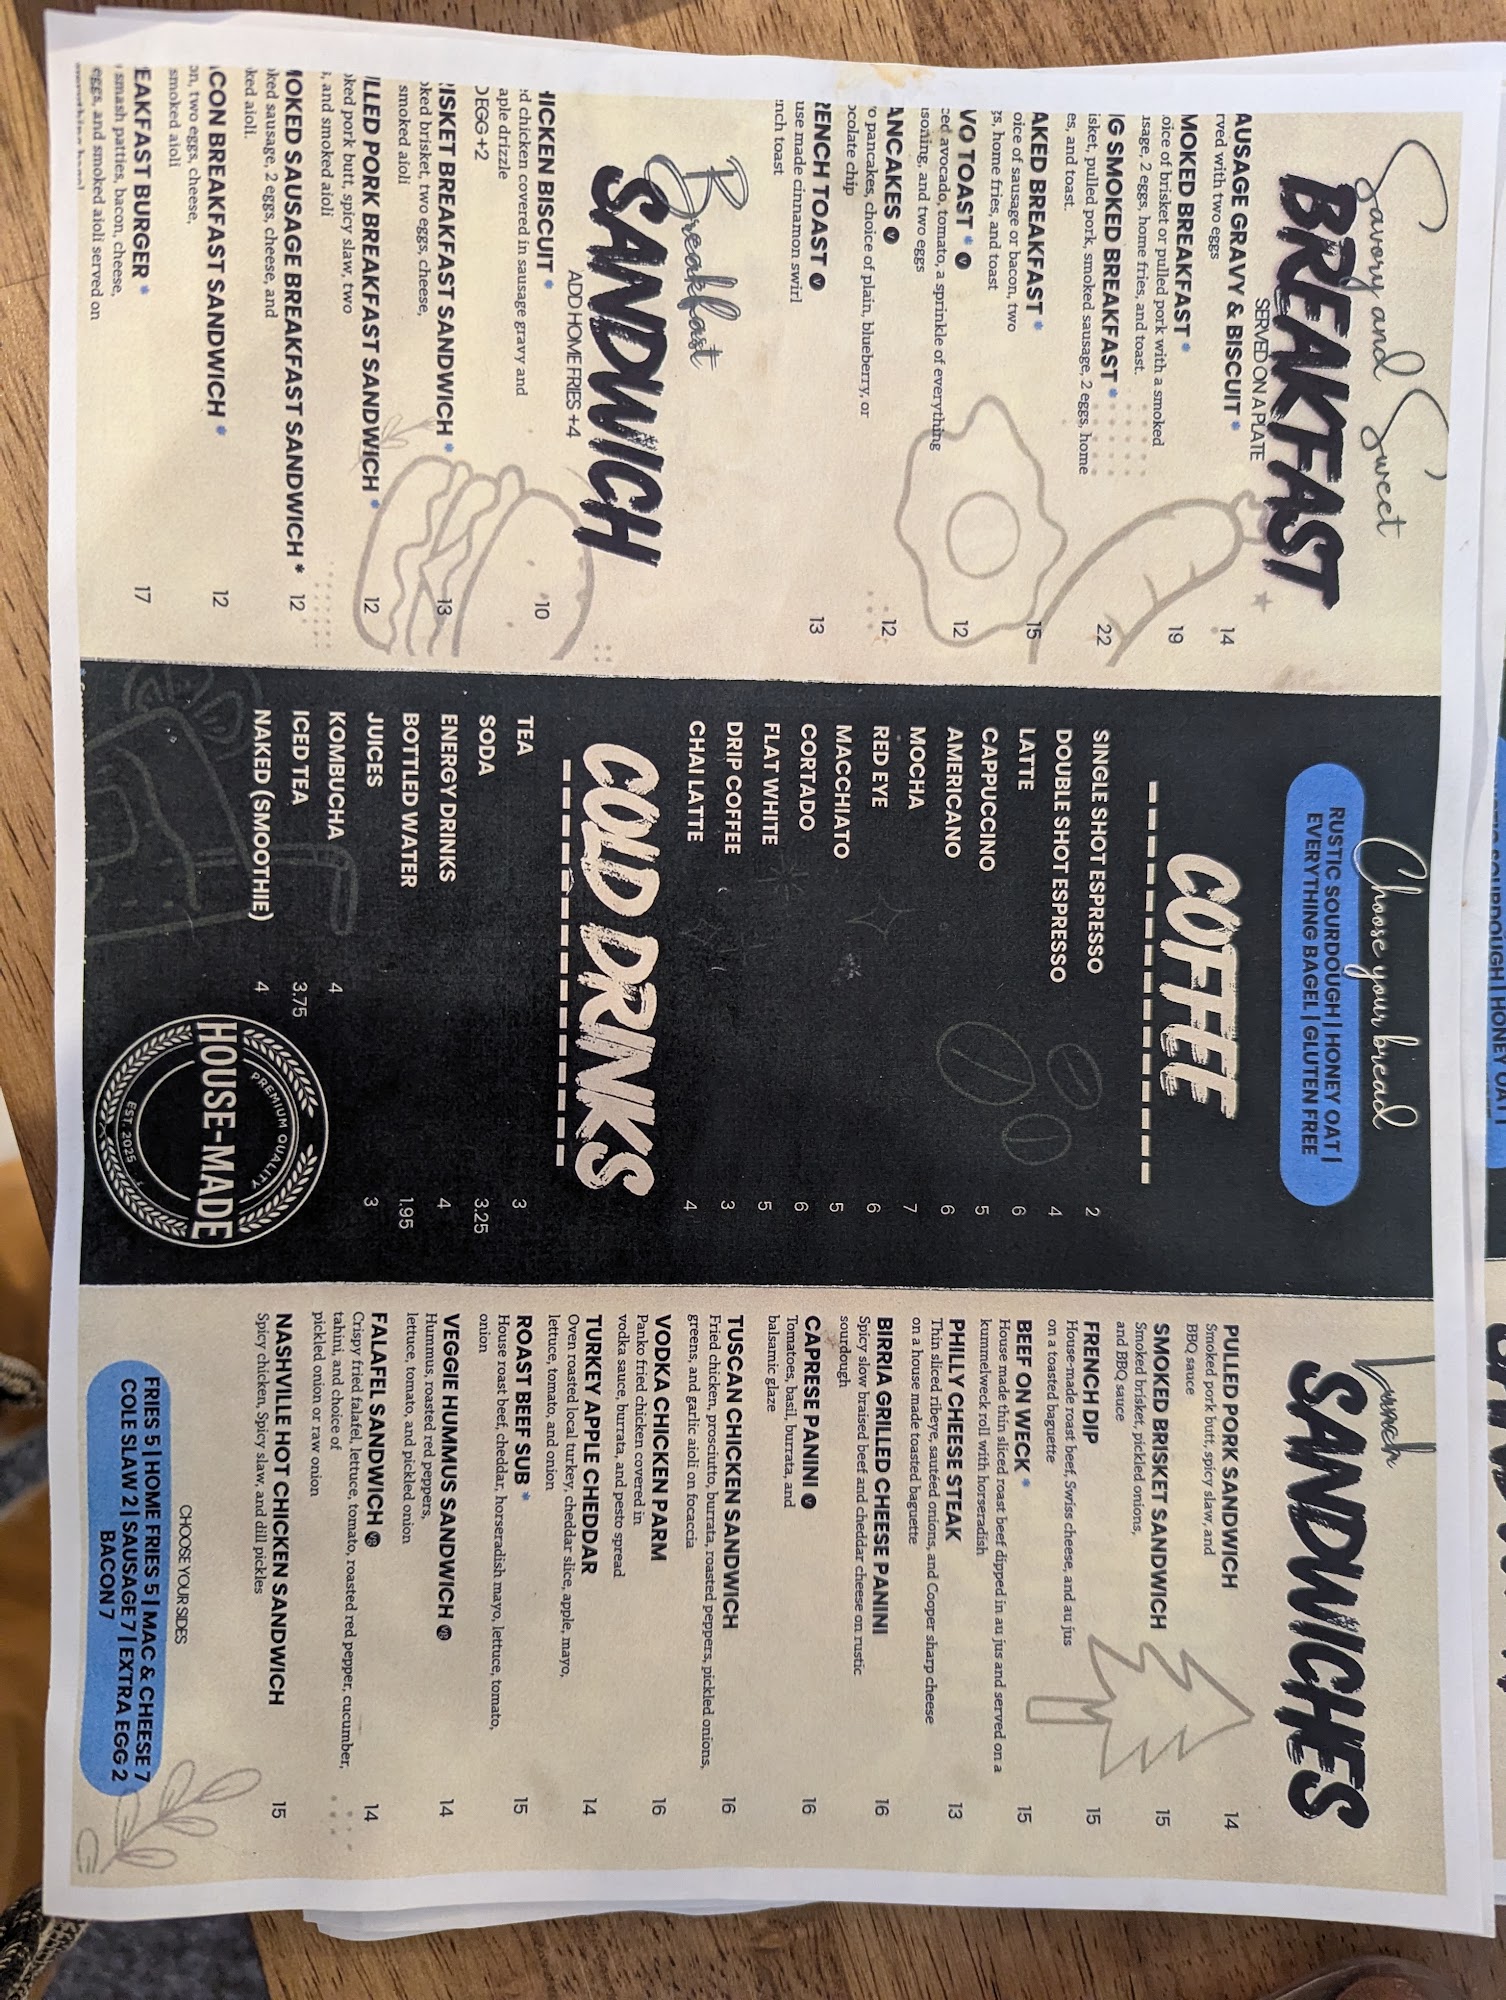 Savory and Sweet
BREAKFAST
SERVED ON A PLATE
AUSAGE GRAVY & BISCUIT * 14
rved with two eggs
MOKED BREAKFAST * 19
oice of brisket or pulled pork with a smoked
usage, 2 eggs, home fries, and toast.
IG SMOKED BREAKFAST * 22
isket, pulled pork, smoked sausage, 2 eggs, home
es, and toast.
AKED BREAKFAST * 15
oice of sausage or bacon, two
gs, home fries, and toast
VO TOAST * V 12
ced avocado, tomato, a sprinkle of everything
asoning, and two eggs
ANCAKES V 12
o pancakes, choice of plain, blueberry, or
ocolate chip
RENCH TOAST V 13
use made cinnamon swirl
nch toast
Breakfast
SANDWICH
ADD HOME FRIES +4
HICKEN BISCUIT * 10
d chicken covered in sausage gravy and
aple drizzle
D EGG +2
ISKET BREAKFAST SANDWICH * 13
oked brisket, two eggs, cheese,
smoked aioli
LLED PORK BREAKFAST SANDWICH * 12
oked pork butt, spicy slaw, two
s, and smoked aioli
MOKED SAUSAGE BREAKFAST SANDWICH * 12
oked sausage, 2 eggs, cheese, and
ked aioli.
CON BREAKFAST SANDWICH * 12
on, two eggs, cheese,
smoked aioli
EAKFAST BURGER * 17
smash patties, bacon, cheese,
eggs, and smoked aioli served on
Choose your bread
RUSTIC SOURDOUGH | HONEY OAT |
EVERYTHING BAGEL | GLUTEN FREE
COFFEE
SINGLE SHOT ESPRESSO 2
DOUBLE SHOT ESPRESSO 4
LATTE 6
CAPPUCCINO 5
AMERICANO 6
MOCHA 7
RED EYE 6
MACCHIATO 5
CORTADO 6
FLAT WHITE 5
DRIP COFFEE 3
CHAI LATTE 4
COLD DRINKS
TEA 3
SODA 3.25
ENERGY DRINKS 4
BOTTLED WATER 1.95
JUICES 3
KOMBUCHA 4
ICED TEA 3.75
NAKED (SMOOTHIE) 4
PREMIUM QUALITY
HOUSE-MADE
EST. 2025
Lunch
SANDWICHES
PULLED PORK SANDWICH 14
Smoked pork butt, spicy slaw, and
BBQ sauce
SMOKED BRISKET SANDWICH 15
Smoked brisket, pickled onions,
and BBQ sauce
FRENCH DIP 15
House-made roast beef, Swiss cheese, and au jus
on a toasted baguette
BEEF ON WECK * 15
House made thin sliced roast beef dipped in au jus and served on a
kummelweck roll with horseradish
PHILLY CHEESE STEAK 13
Thin sliced ribeye, sautéed onions, and Cooper sharp cheese
on a house made toasted baguette
BIRRIA GRILLED CHEESE PANINI 16
Spicy slow braised beef and cheddar cheese on rustic
sourdough
CAPRESE PANINI V 16
Tomatoes, basil, burrata, and
balsamic glaze
TUSCAN CHICKEN SANDWICH 16
Fried chicken, prosciutto, burrata, roasted peppers, pickled onions,
greens, and garlic aioli on focaccia
VODKA CHICKEN PARM 16
Panko fried chicken covered in
vodka sauce, burrata, and pesto spread
TURKEY APPLE CHEDDAR 14
Oven roasted local turkey, cheddar slice, apple, mayo,
lettuce, tomato, and onion
ROAST BEEF SUB * 15
House roast beef, cheddar, horseradish mayo, lettuce, tomato,
onion
VEGGIE HUMMUS SANDWICH 14
Hummus, roasted red peppers,
lettuce, tomato, and pickled onion
FALAFEL SANDWICH 14
Crispy fried falafel, lettuce, tomato, roasted red pepper, cucumber,
tahini, and choice of
pickled onion or raw onion
NASHVILLE HOT CHICKEN SANDWICH 15
Spicy chicken, Spicy slaw, and dill pickles
CHOOSE YOUR SIDES
FRIES 5 | HOME FRIES 5 | MAC & CHEESE 7
COLE SLAW 2 | SAUSAGE 7 | EXTRA EGG 2
BACON 7